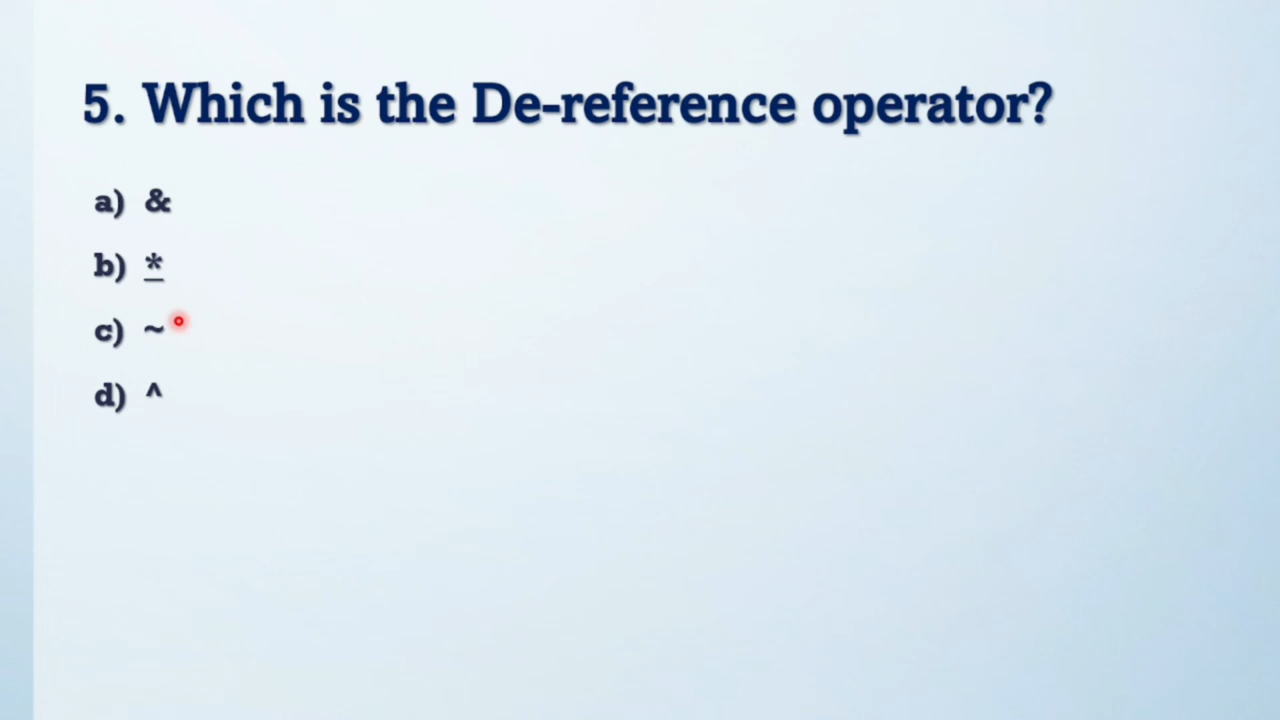 5. Which is the De-reference operator?
a) &
b) *
c) ~
d) ^